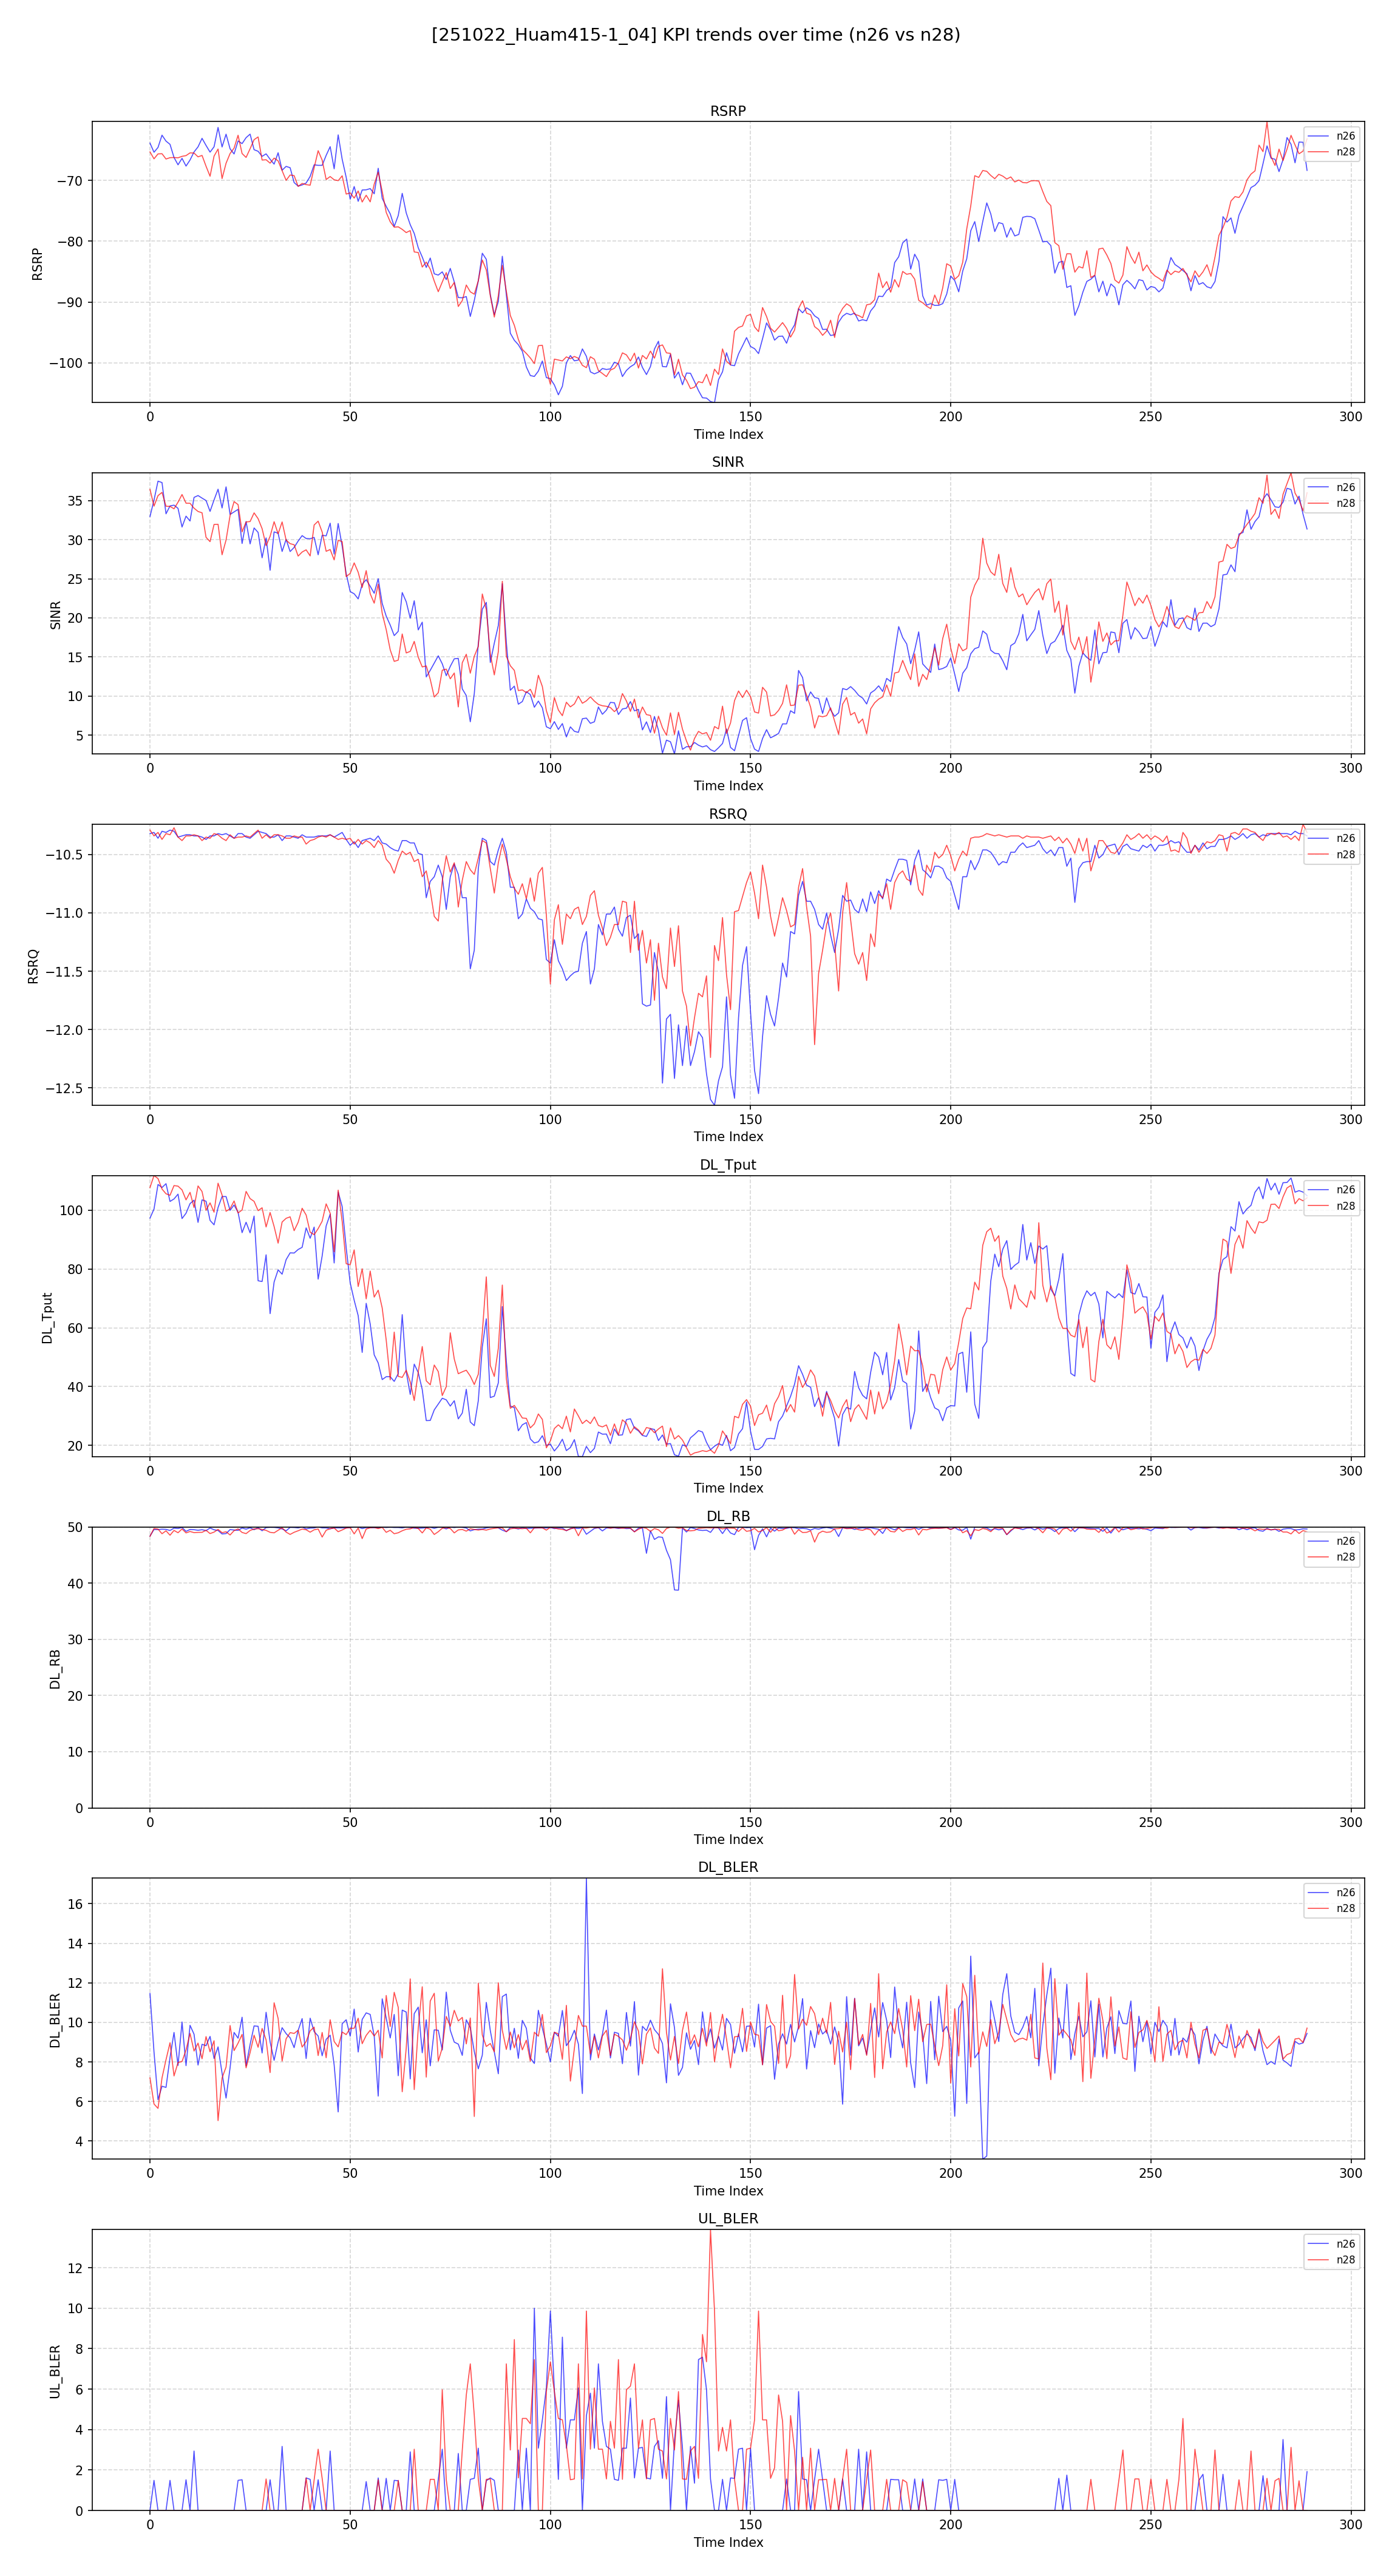 [251022_Huam415-1_04] KPI trends over time (n26 vs n28)
RSRP
RSRP
−70
−80
−90
−100
n26
n28
0 50 100 150 200 250 300
Time Index
SINR
SINR
35
30
25
20
15
10
5
n26
n28
0 50 100 150 200 250 300
Time Index
RSRQ
RSRQ
−10.5
−11.0
−11.5
−12.0
−12.5
n26
n28
0 50 100 150 200 250 300
Time Index
DL_Tput
DL_Tput
100
80
60
40
20
n26
n28
0 50 100 150 200 250 300
Time Index
DL_RB
DL_RB
50
40
30
20
10
0
n26
n28
0 50 100 150 200 250 300
Time Index
DL_BLER
DL_BLER
16
14
12
10
8
6
4
n26
n28
0 50 100 150 200 250 300
Time Index
UL_BLER
UL_BLER
12
10
8
6
4
2
0
n26
n28
0 50 100 150 200 250 300
Time Index